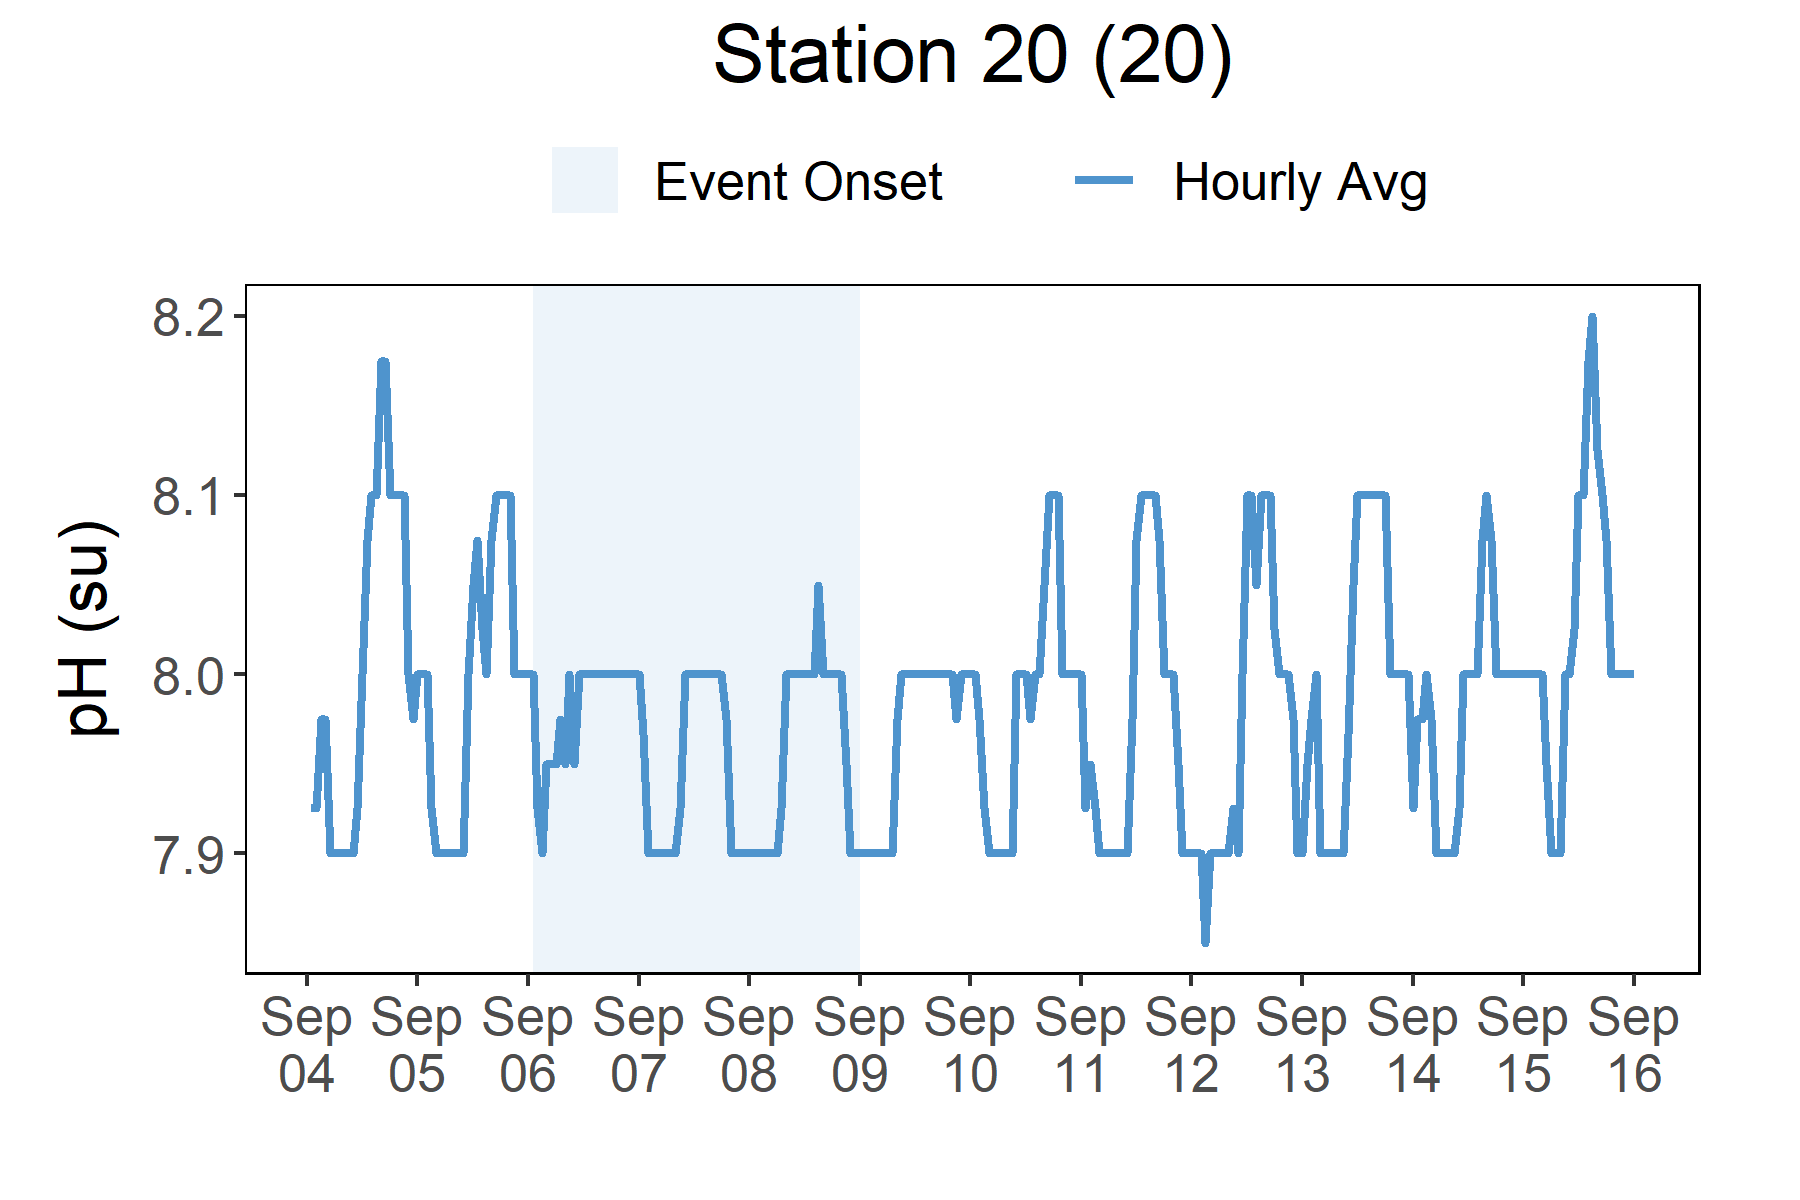 Station 20 (20)
Event Onset
Hourly Avg
pH (su)
8.2
8.1
8.0
7.9
Sep Sep Sep Sep Sep Sep Sep Sep Sep Sep Sep Sep Sep
04 05 06 07 08 09 10 11 12 13 14 15 16